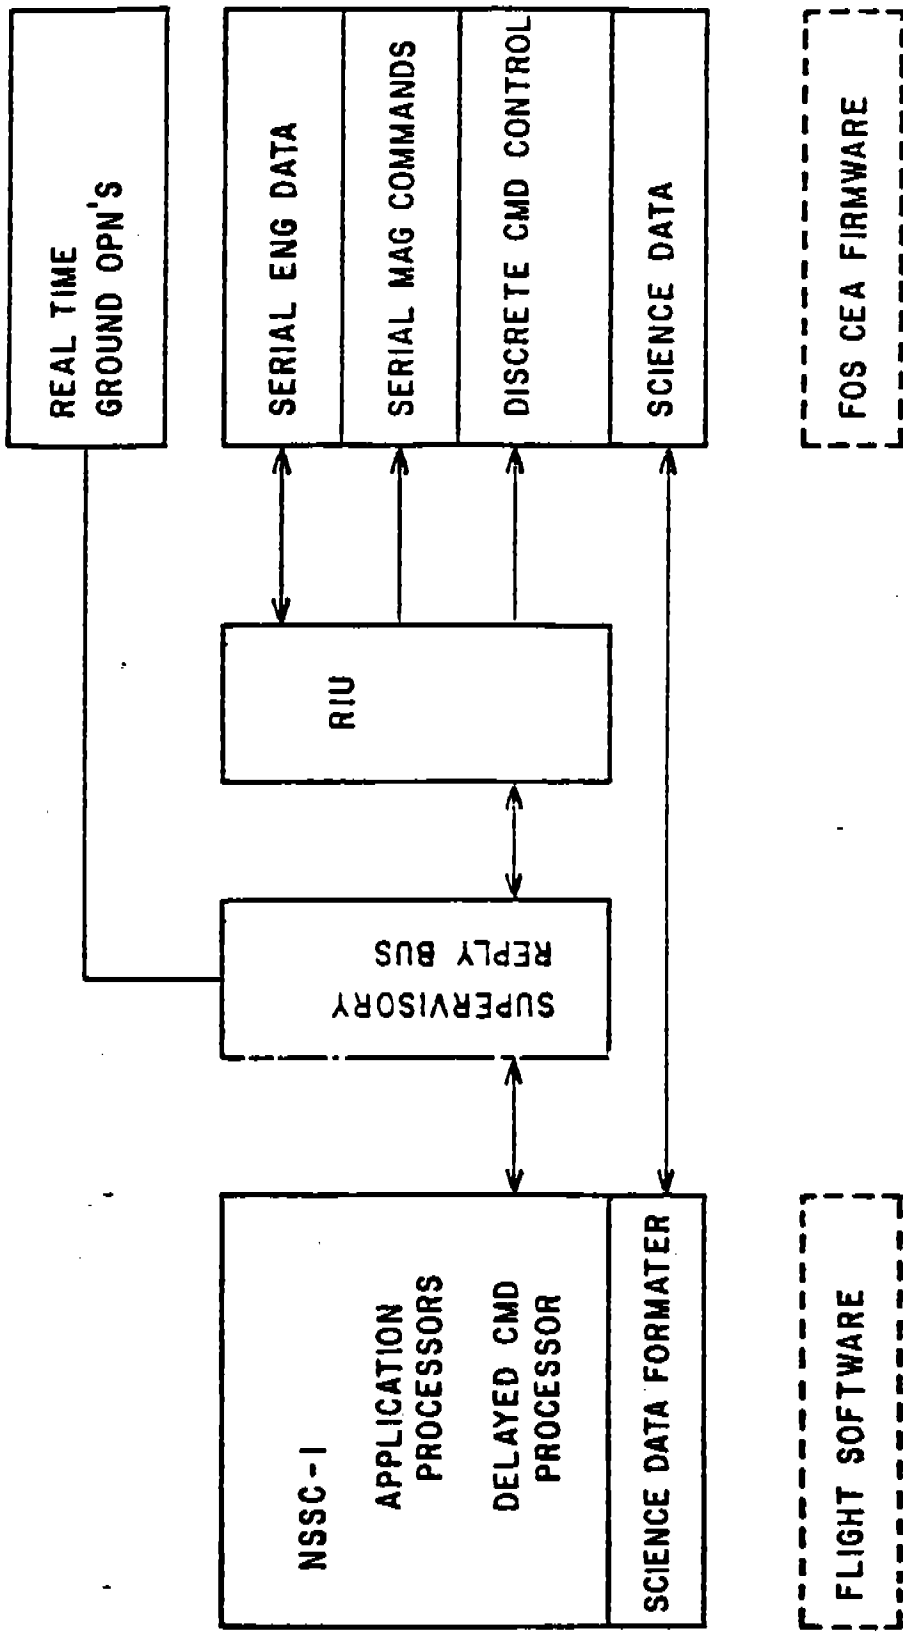 REAL TIME
GROUND OPN'S
NSSC-1
APPLICATION
PROCESSORS
DELAYED CMD
PROCESSOR
SCIENCE DATA FORMATER
SUPERVISORY
REPLY BUS
RIU
SERIAL ENG DATA
SERIAL MAG COMMANDS
DISCRETE CMD CONTROL
SCIENCE DATA
FLIGHT SOFTWARE
FOS CEA FIRMWARE